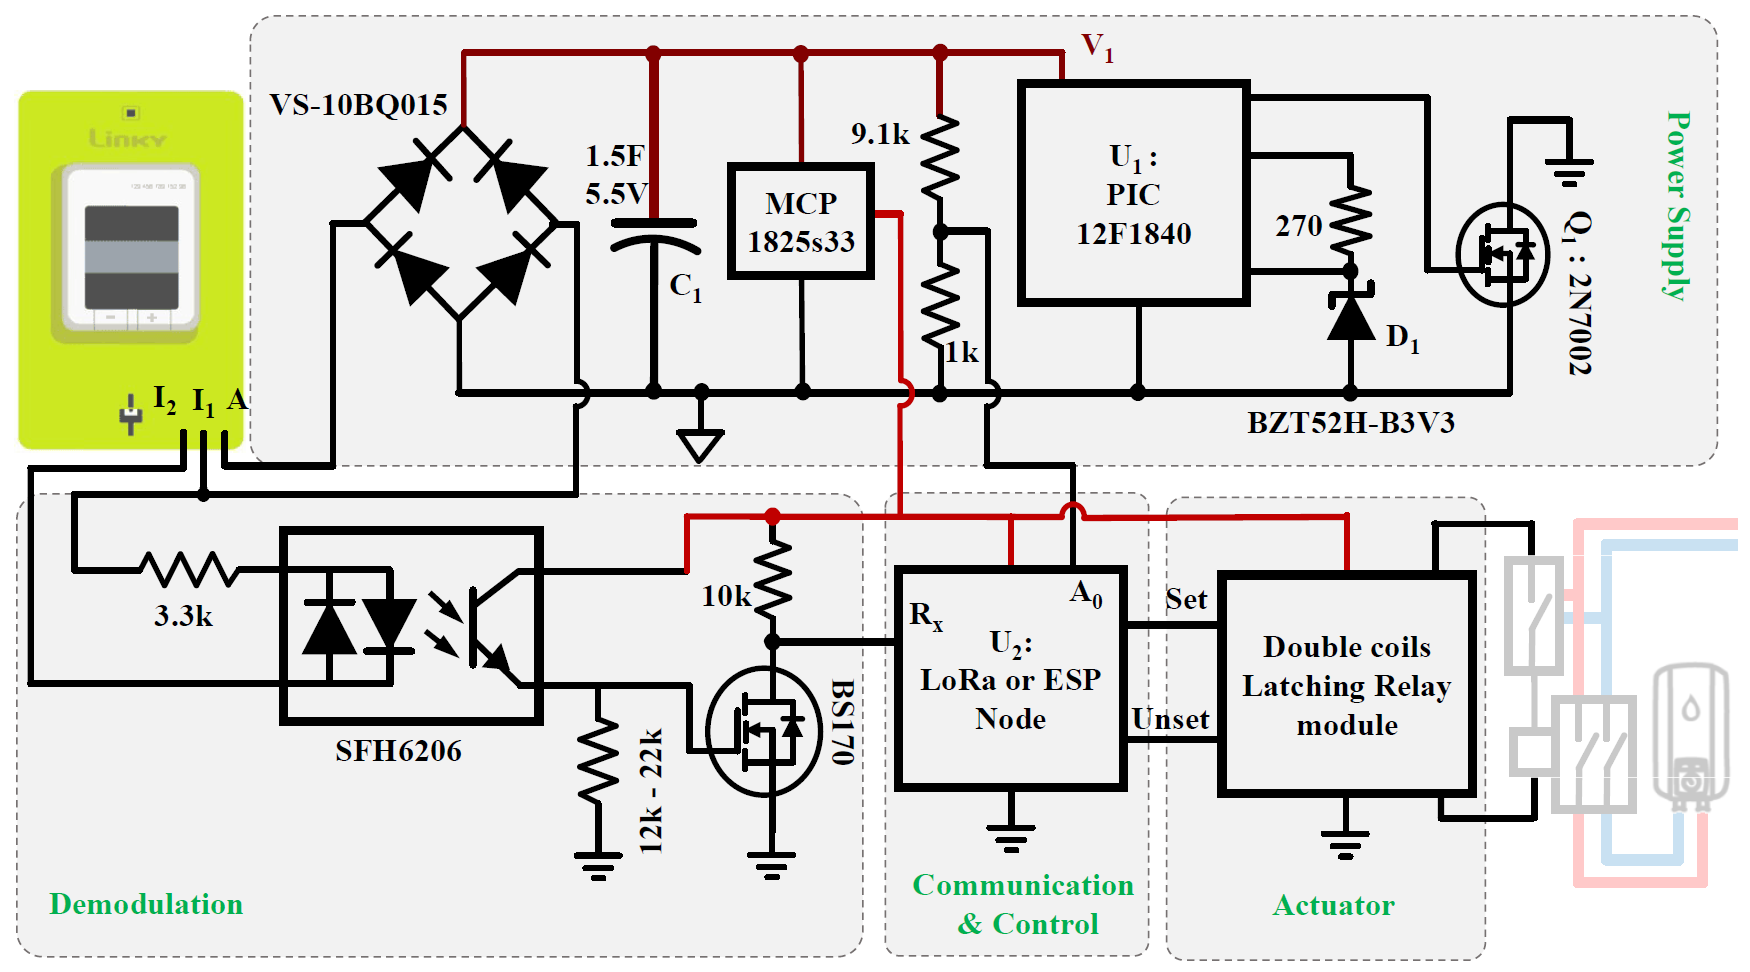 V1
VS-10BQ015
Linky
9.1k
1.5F
5.5V
U1 :
PIC
12F1840
MCP
1825s33
270
Q1 : 2N7002
Power Supply
C1
1k
D1
I2 I1 A
BZT52H-B3V3
3.3k
10k
Rx
A0
Set
U2:
LoRa or ESP
Node
Double coils
Latching Relay
module
Unset
BS170
SFH6206
12k - 22k
Demodulation
Communication
& Control
Actuator